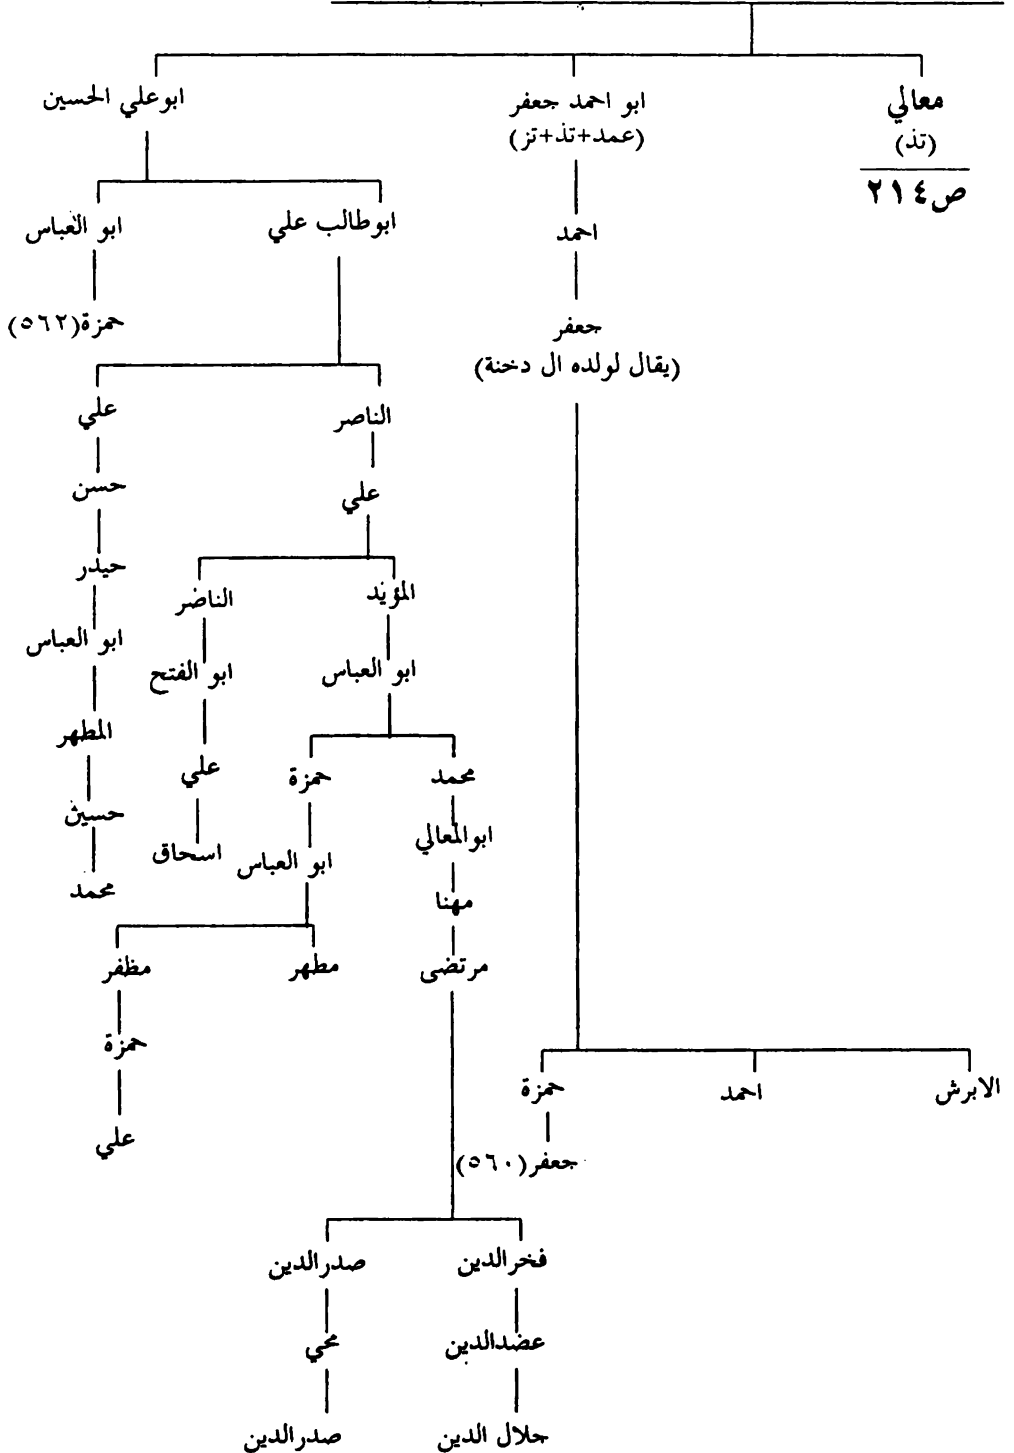 معالي
(تذ)
ص٢١٤
ابو احمد جعفر
(عمد+تذ+تز)
ابوعلي الحسين
احمد
ابوطالب علي
ابو العباس
جعفر
(يقال لولده ال دخنة)
حمزة(٥٦٢)
الناصر
علي
علي
حسن
حيدر
المؤيد
الناصر
ابو العباس
ابو العباس
ابو الفتح
المطهر
محمد
حمزة
علي
حسين
ابوالمعالي
ابو العباس
اسحاق
محمد
مهنا
مرتضى
مطهر
مظفر
حمزة
الابرش
احمد
حمزة
علي
جعفر(٥٦٠)
فخرالدين
صدرالدين
عضدالدين
محي
جلال الدين
صدرالدين